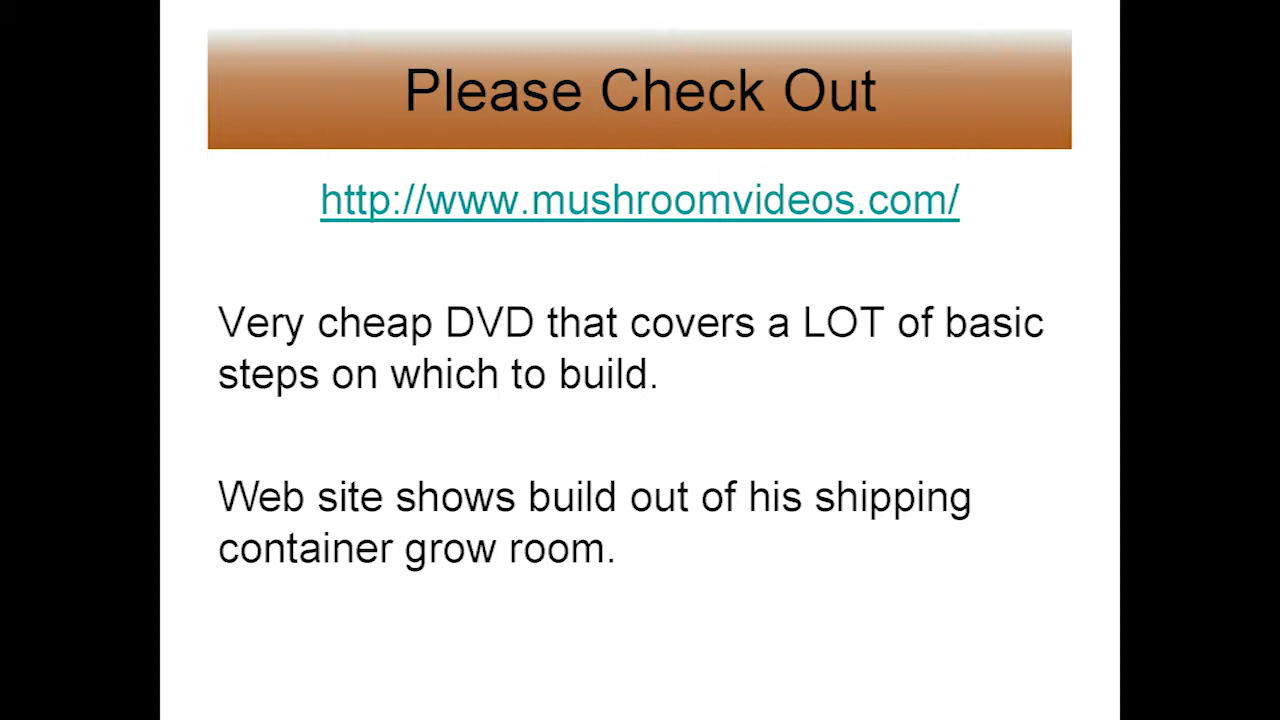 Please Check Out
http://www.mushroomvideos.com/
Very cheap DVD that covers a LOT of basic
steps on which to build.
Web site shows build out of his shipping
container grow room.